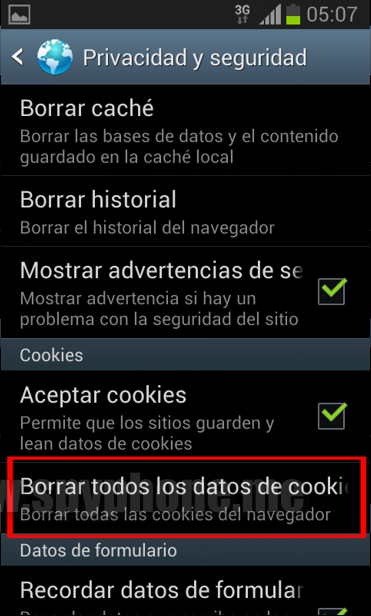 3G 05:07
Privacidad y seguridad
Borrar caché
Borrar las bases de datos y el contenido
guardado en la caché local
Borrar historial
Borrar el historial del navegador
Mostrar advertencias de se
Mostrar advertencia si hay un
problema con la seguridad del sitio
Cookies
Aceptar cookies
Permite que los sitios guarden y
lean datos de cookies
Borrar todos los datos de cooki
Borrar todas las cookies del navegador
Datos de formulario
Recordar datos de formular